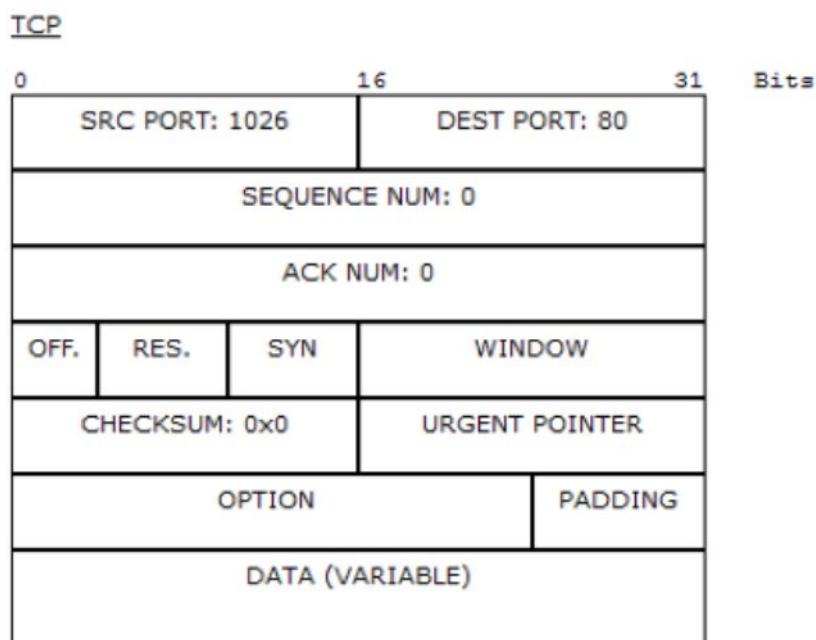 TCP
0 16 31 Bits
SRC PORT: 1026 DEST PORT: 80
SEQUENCE NUM: 0
ACK NUM: 0
OFF. RES. SYN WINDOW
CHECKSUM: 0x0 URGENT POINTER
OPTION PADDING
DATA (VARIABLE)